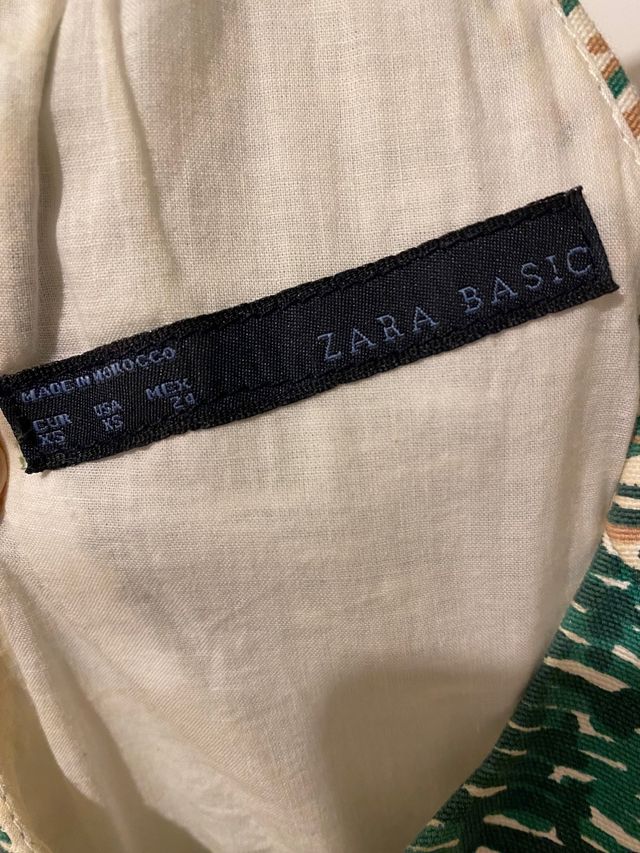 ZARA BASIC
MADE IN MOROCCO
EUR USA MEX
XS XS 24